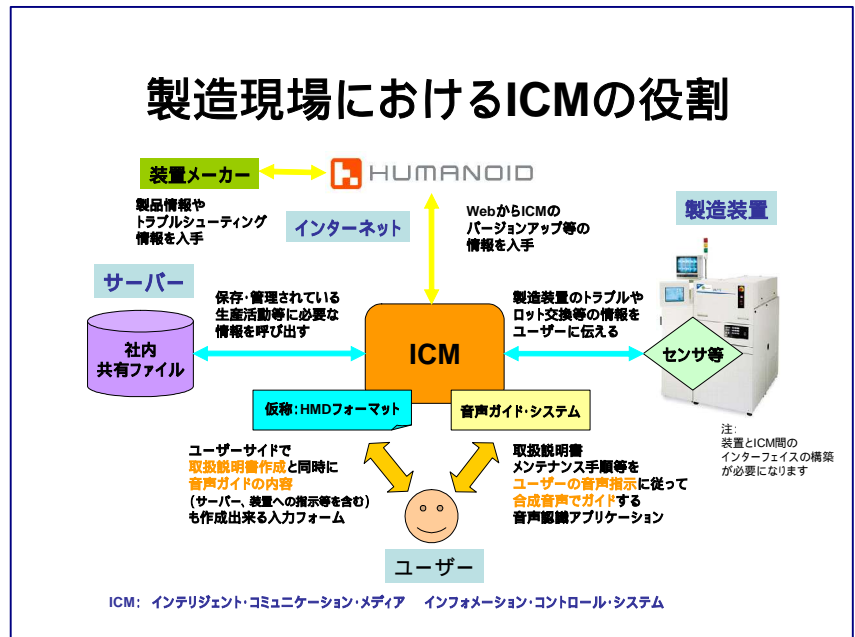 製造現場におけるICMの役割
装置メーカー
HUMANOID
製品情報や
トラブルシューティング
情報を入手
インターネット
WebからICMの
バージョンアップ等の
情報を入手
製造装置
サーバー
保存・管理されている
生産活動等に必要な
情報を呼び出す
製造装置のトラブルや
ロット交換等の情報を
ユーザーに伝える
社内
共有ファイル
ICM
センサ等
仮称：HMDフォーマット
音声ガイド・システム
注：
装置とICM間の
インターフェイスの構築
が必要になります
ユーザーサイドで
取扱説明書作成と同時に
音声ガイドの内容
（サーバー、装置への指示等を含む）
も作成出来る入力フォーム
取扱説明書
メンテナンス手順等を
ユーザーの音声指示に従って
合成音声でガイドする
音声認識アプリケーション
ユーザー
ICM： インテリジェント・コミュニケーション・メディア　インフォメーション・コントロール・システム